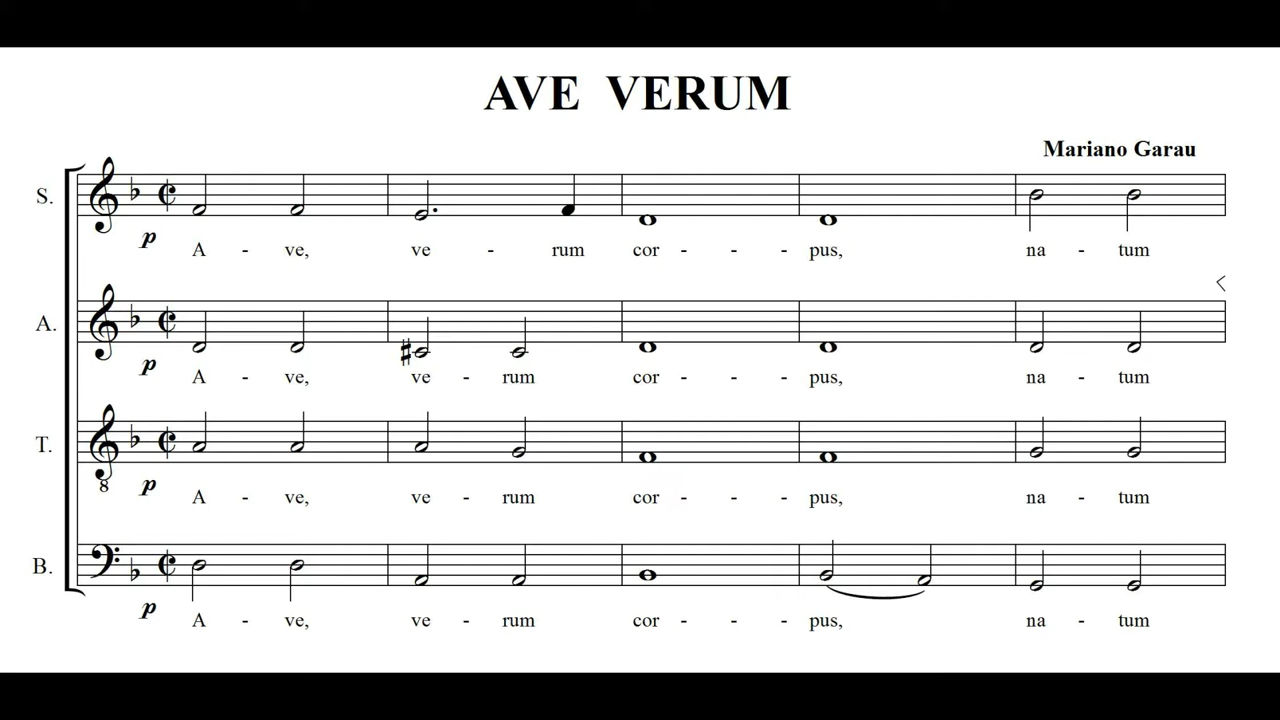 AVE VERUM
Mariano Garau
S.
p
A - ve, ve - rum cor - - - pus, na - tum
A.
p
A - ve, ve - rum cor - - - pus, na - tum
T.
8
p
A - ve, ve - rum cor - - - pus, na - tum
B.
p
A - ve, ve - rum cor - - - pus, na - tum